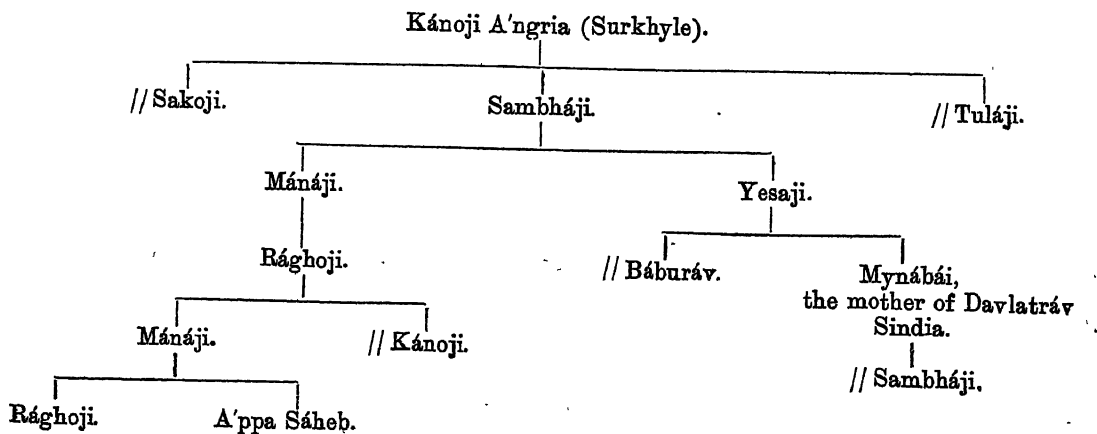 Kánoji A'ngria (Surkhyle).
// Sakoji. Sambháji. // Tuláji.
Mánáji. Yesaji.
Rághoji. // Báburáv. Mynábái,
the mother of Davlatráv
Sindia.
Mánáji. // Kánoji.
// Sambháji.
Rághoji. A'ppa Sáheb.